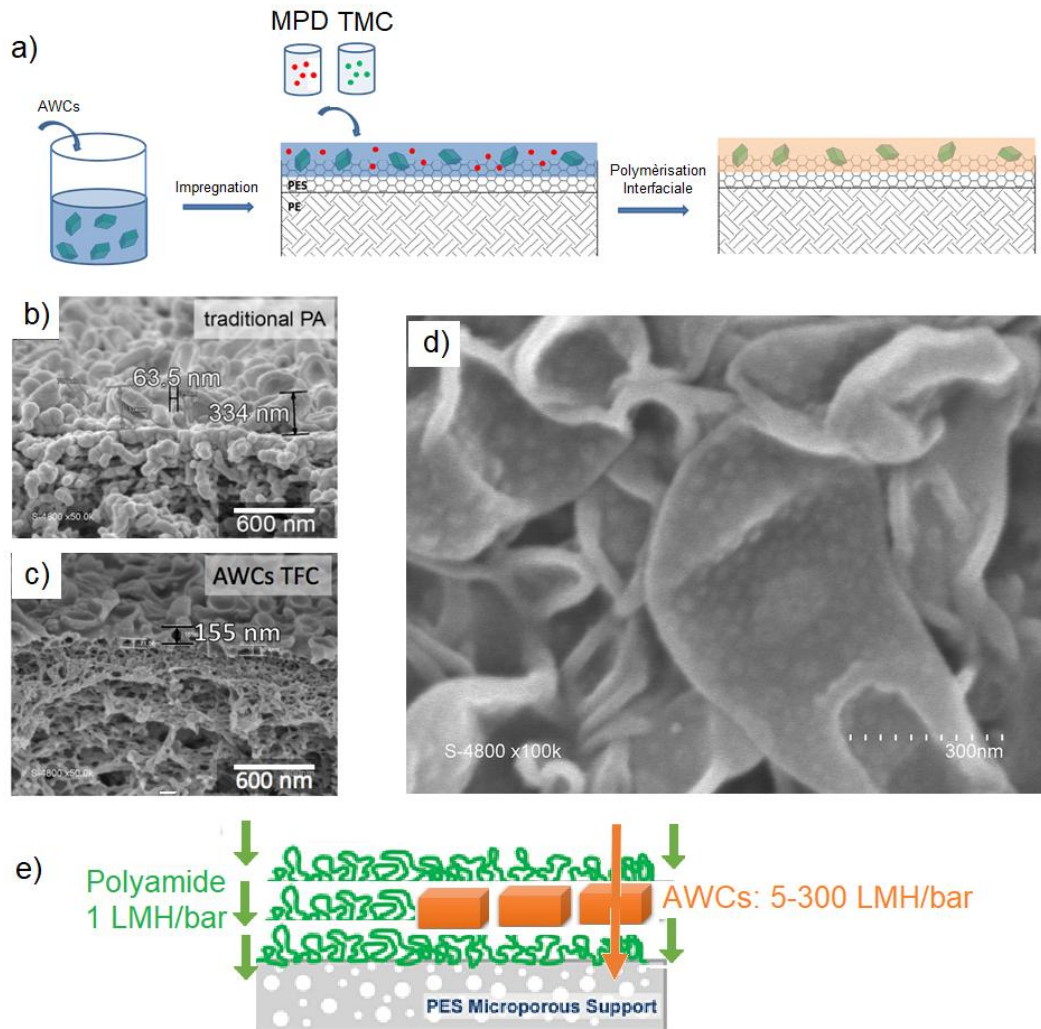 a)
MPD TMC
AWCs
Impregnation
PES
PE
Polymèrisation
Interfaciale
b)
traditional PA
63.5 nm
334 nm
S-4800 x50.0k
600 nm
c)
AWCs TFC
155 nm
S-4800 x50.0k
600 nm
d)
S-4800 x100k
300nm
e)
Polyamide
1 LMH/bar
AWCs: 5-300 LMH/bar
PES Microporous Support